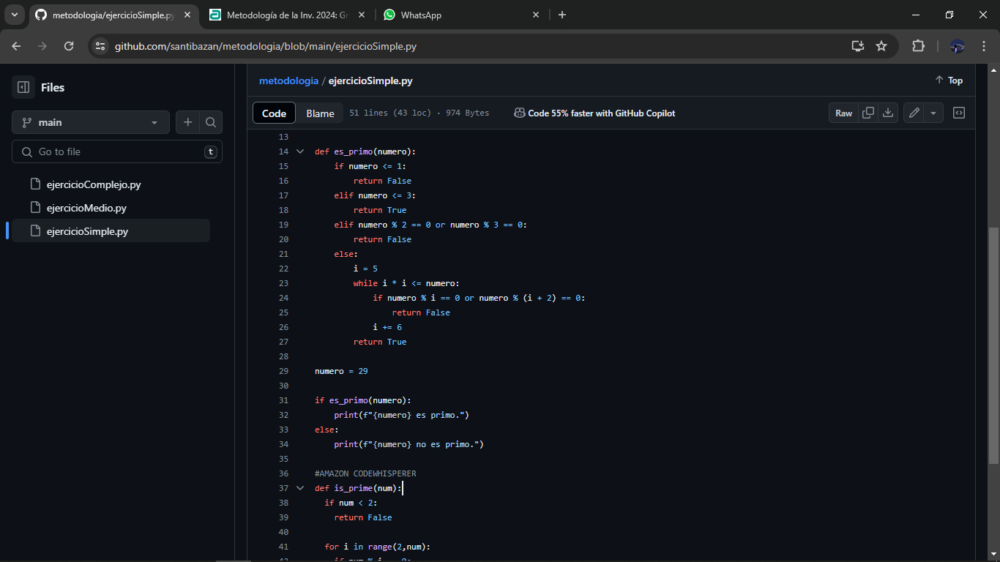 metodologia/ejercicioSimple.py
Metodología de la Inv. 2024: Gr
WhatsApp
github.com/santibazan/metodologia/blob/main/ejercicioSimple.py
Files
main
Go to file
t
ejercicioComplejo.py
ejercicioMedio.py
ejercicioSimple.py
metodologia / ejercicioSimple.py
Top
Code
Blame
51 lines (43 loc) · 974 Bytes
Code 55% faster with GitHub Copilot
Raw
13
14 def es_primo(numero):
15 if numero <= 1:
16 return False
17 elif numero <= 3:
18 return True
19 elif numero % 2 == 0 or numero % 3 == 0:
20 return False
21 else:
22 i = 5
23 while i * i <= numero:
24 if numero % i == 0 or numero % (i + 2) == 0:
25 return False
26 i += 6
27 return True
28
29 numero = 29
30
31 if es_primo(numero):
32 print(f"{numero} es primo.")
33 else:
34 print(f"{numero} no es primo.")
35
36 #AMAZON CODEWHISPERER
37 def is_prime(num):
38 if num < 2:
39 return False
40
41 for i in range(2,num):